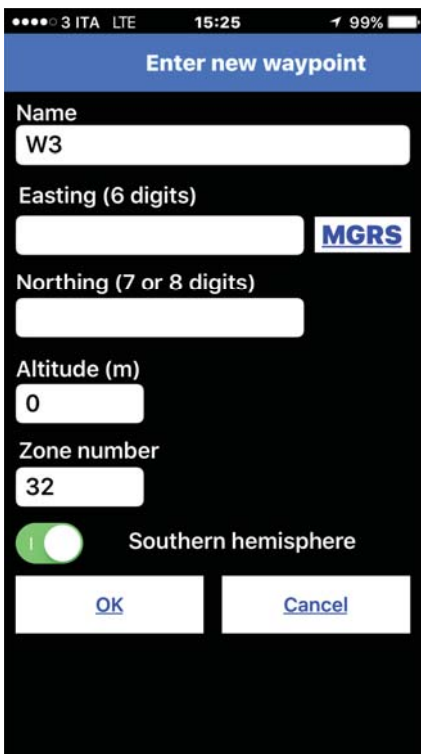 3 ITA LTE 15:25 99%
Enter new waypoint
Name
W3
Easting (6 digits)
MGRS
Northing (7 or 8 digits)
Altitude (m)
0
Zone number
32
Southern hemisphere
OK Cancel